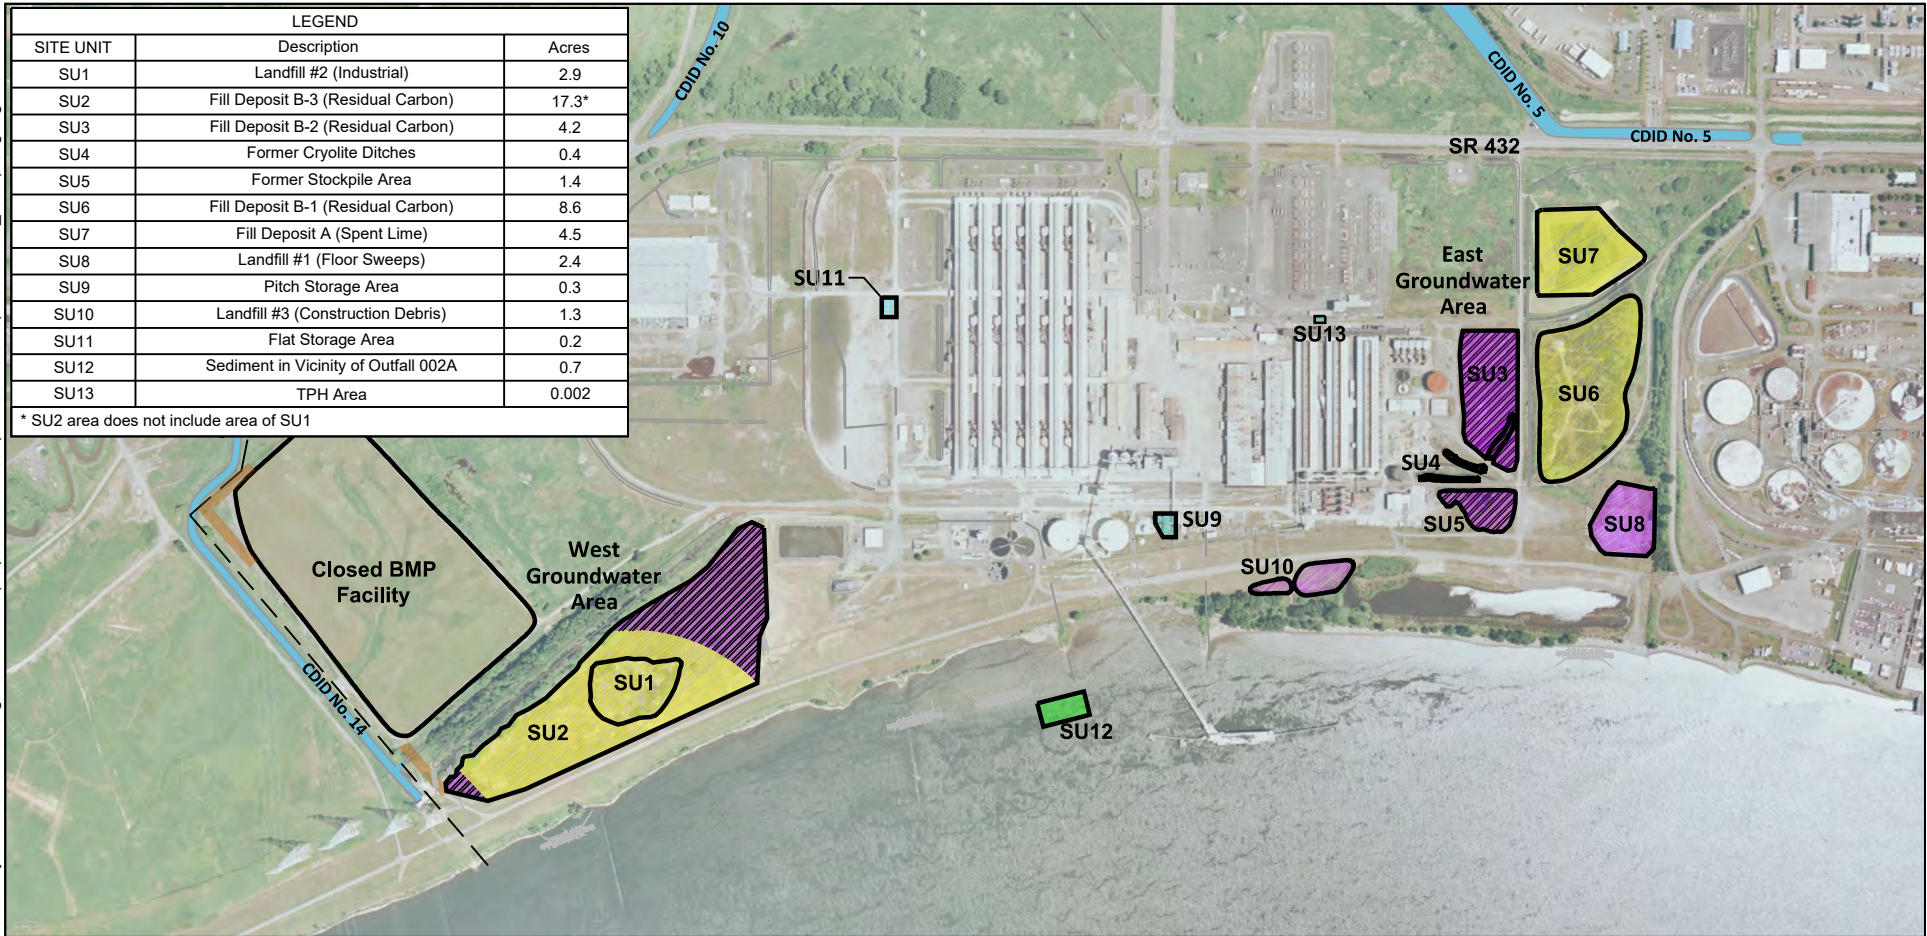 LEGEND
SITE UNIT Description Acres
SU1 Landfill #2 (Industrial) 2.9
SU2 Fill Deposit B-3 (Residual Carbon) 17.3*
SU3 Fill Deposit B-2 (Residual Carbon) 4.2
SU4 Former Cryolite Ditches 0.4
SU5 Former Stockpile Area 1.4
SU6 Fill Deposit B-1 (Residual Carbon) 8.6
SU7 Fill Deposit A (Spent Lime) 4.5
SU8 Landfill #1 (Floor Sweeps) 2.4
SU9 Pitch Storage Area 0.3
SU10 Landfill #3 (Construction Debris) 1.3
SU11 Flat Storage Area 0.2
SU12 Sediment in Vicinity of Outfall 002A 0.7
SU13 TPH Area 0.002
* SU2 area does not include area of SU1
CDID No. 10
CDID No. 5
CDID No. 5
SR 432
SU11
SU13
East
Groundwater
Area
SU7
SU3
SU6
SU4
SU5
SU8
SU9
SU10
Closed BMP
Facility
West
Groundwater
Area
SU1
SU2
SU12
CDID No. 14